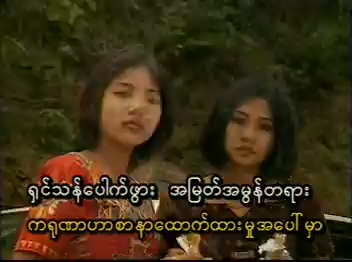 ရှင်သန်ပေါက်ဖွား အမြတ်အမွန်တရား
ကရုဏာဟာစာနာထောက်ထားမှုအပေါ်မှာ